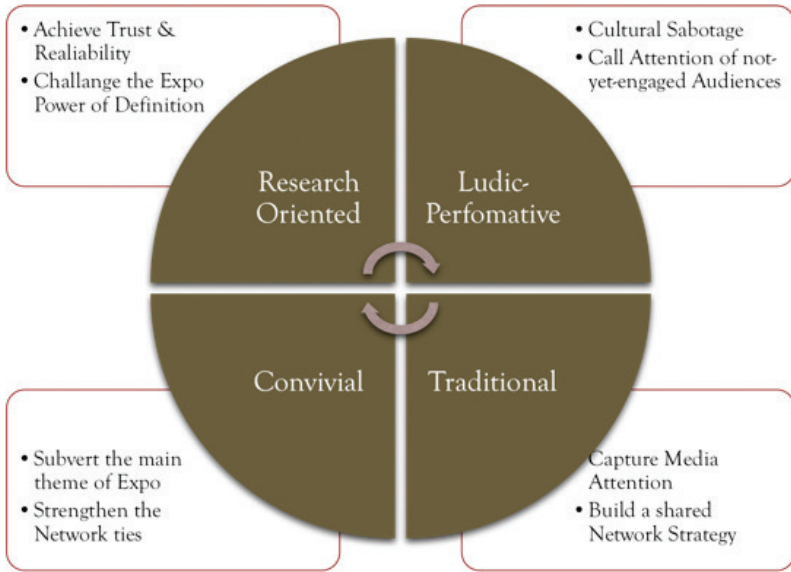 • Achieve Trust &
Realiability
• Challange the Expo
Power of Definition
• Cultural Sabotage
• Call Attention of not-
yet-engaged Audiences
Research
Oriented
Ludic-
Perfomative
Convivial
Traditional
• Subvert the main
theme of Expo
• Strengthen the
Network ties
Capture Media
Attention
• Build a shared
Network Strategy